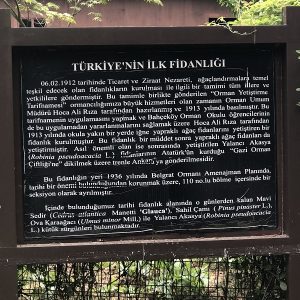 TÜRKİYE'NİN İLK FİDANLIĞI
06.02.1912 tarihinde Ticaret ve Ziraat Nezareti, ağaçlandırmalara temel
teşkil edecek olan fidanlıkların kurulması ile ilgili bir tamimi tüm illere ve
yetkililere göndermiştir. Bu tamimle birlikte gönderilen "Orman Yetiştirme
Tarifnamesi" ormancılığımıza büyük hizmetleri olan zamanın Orman Umum
Müdürü Hoca Ali Rıza tarafından hazırlanmış ve 1913 yılında basılmıştır. Bu
tarifnamenin uygulamasını yapmak ve Bahçeköy Orman Okulu öğrencilerinin
de bu uygulamadan yararlanmalarını sağlamak üzere Hoca Ali Rıza tarafından
1913 yılında okula yakın bir yerde iğne yapraklı ağaç fidanlarını yetiştiren bir
fidanlık kurulmuştur. Bu fidanlık bir müddet sonra yapraklı ağaç fidanları da
yetiştirmiştir. Asıl önemli olan ise sonrasında yetiştirilen Yalancı Akasya
(Robinia pseudoacacia L.) fidanlarının Atatürk'ün kurduğu "Gazi Orman
Çiftliği'ne" dikilmek üzere trenle Ankara'ya gönderilmesidir.
Bu fidanlığın yeri 1936 yılında Belgrat Ormanı Amenajman Planında,
tarihi bir önemi bulunduğundan korunmak üzere, 110 no.lu bölme içerisinde bir
seksiyon olarak ayrılmıştır.
İçinde bulunduğumuz tarihi fidanlık alanında o günlerden kalan Mavi
Sedir (Cedrus atlantica Manetti 'Glauca'), Sahil Çamı (Pinus pinaster L.),
Ova Karaağacı (Ulmus minor Mill.) ile Yalancı Akasya (Robinia pseudoacacia
L.) kütük sürgünleri bulunmaktadır.